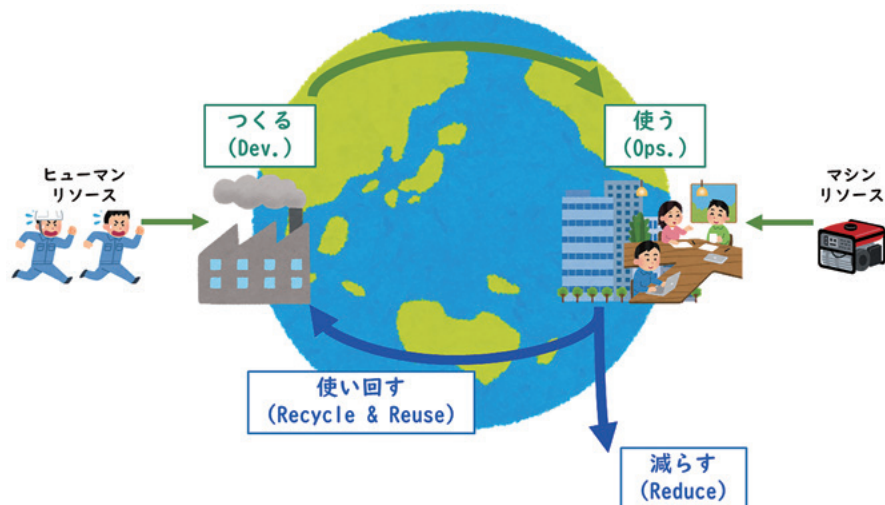 つくる
(Dev.)
使う
(Ops.)
ヒューマン
リソース
マシン
リソース
使い回す
(Recycle & Reuse)
減らす
(Reduce)